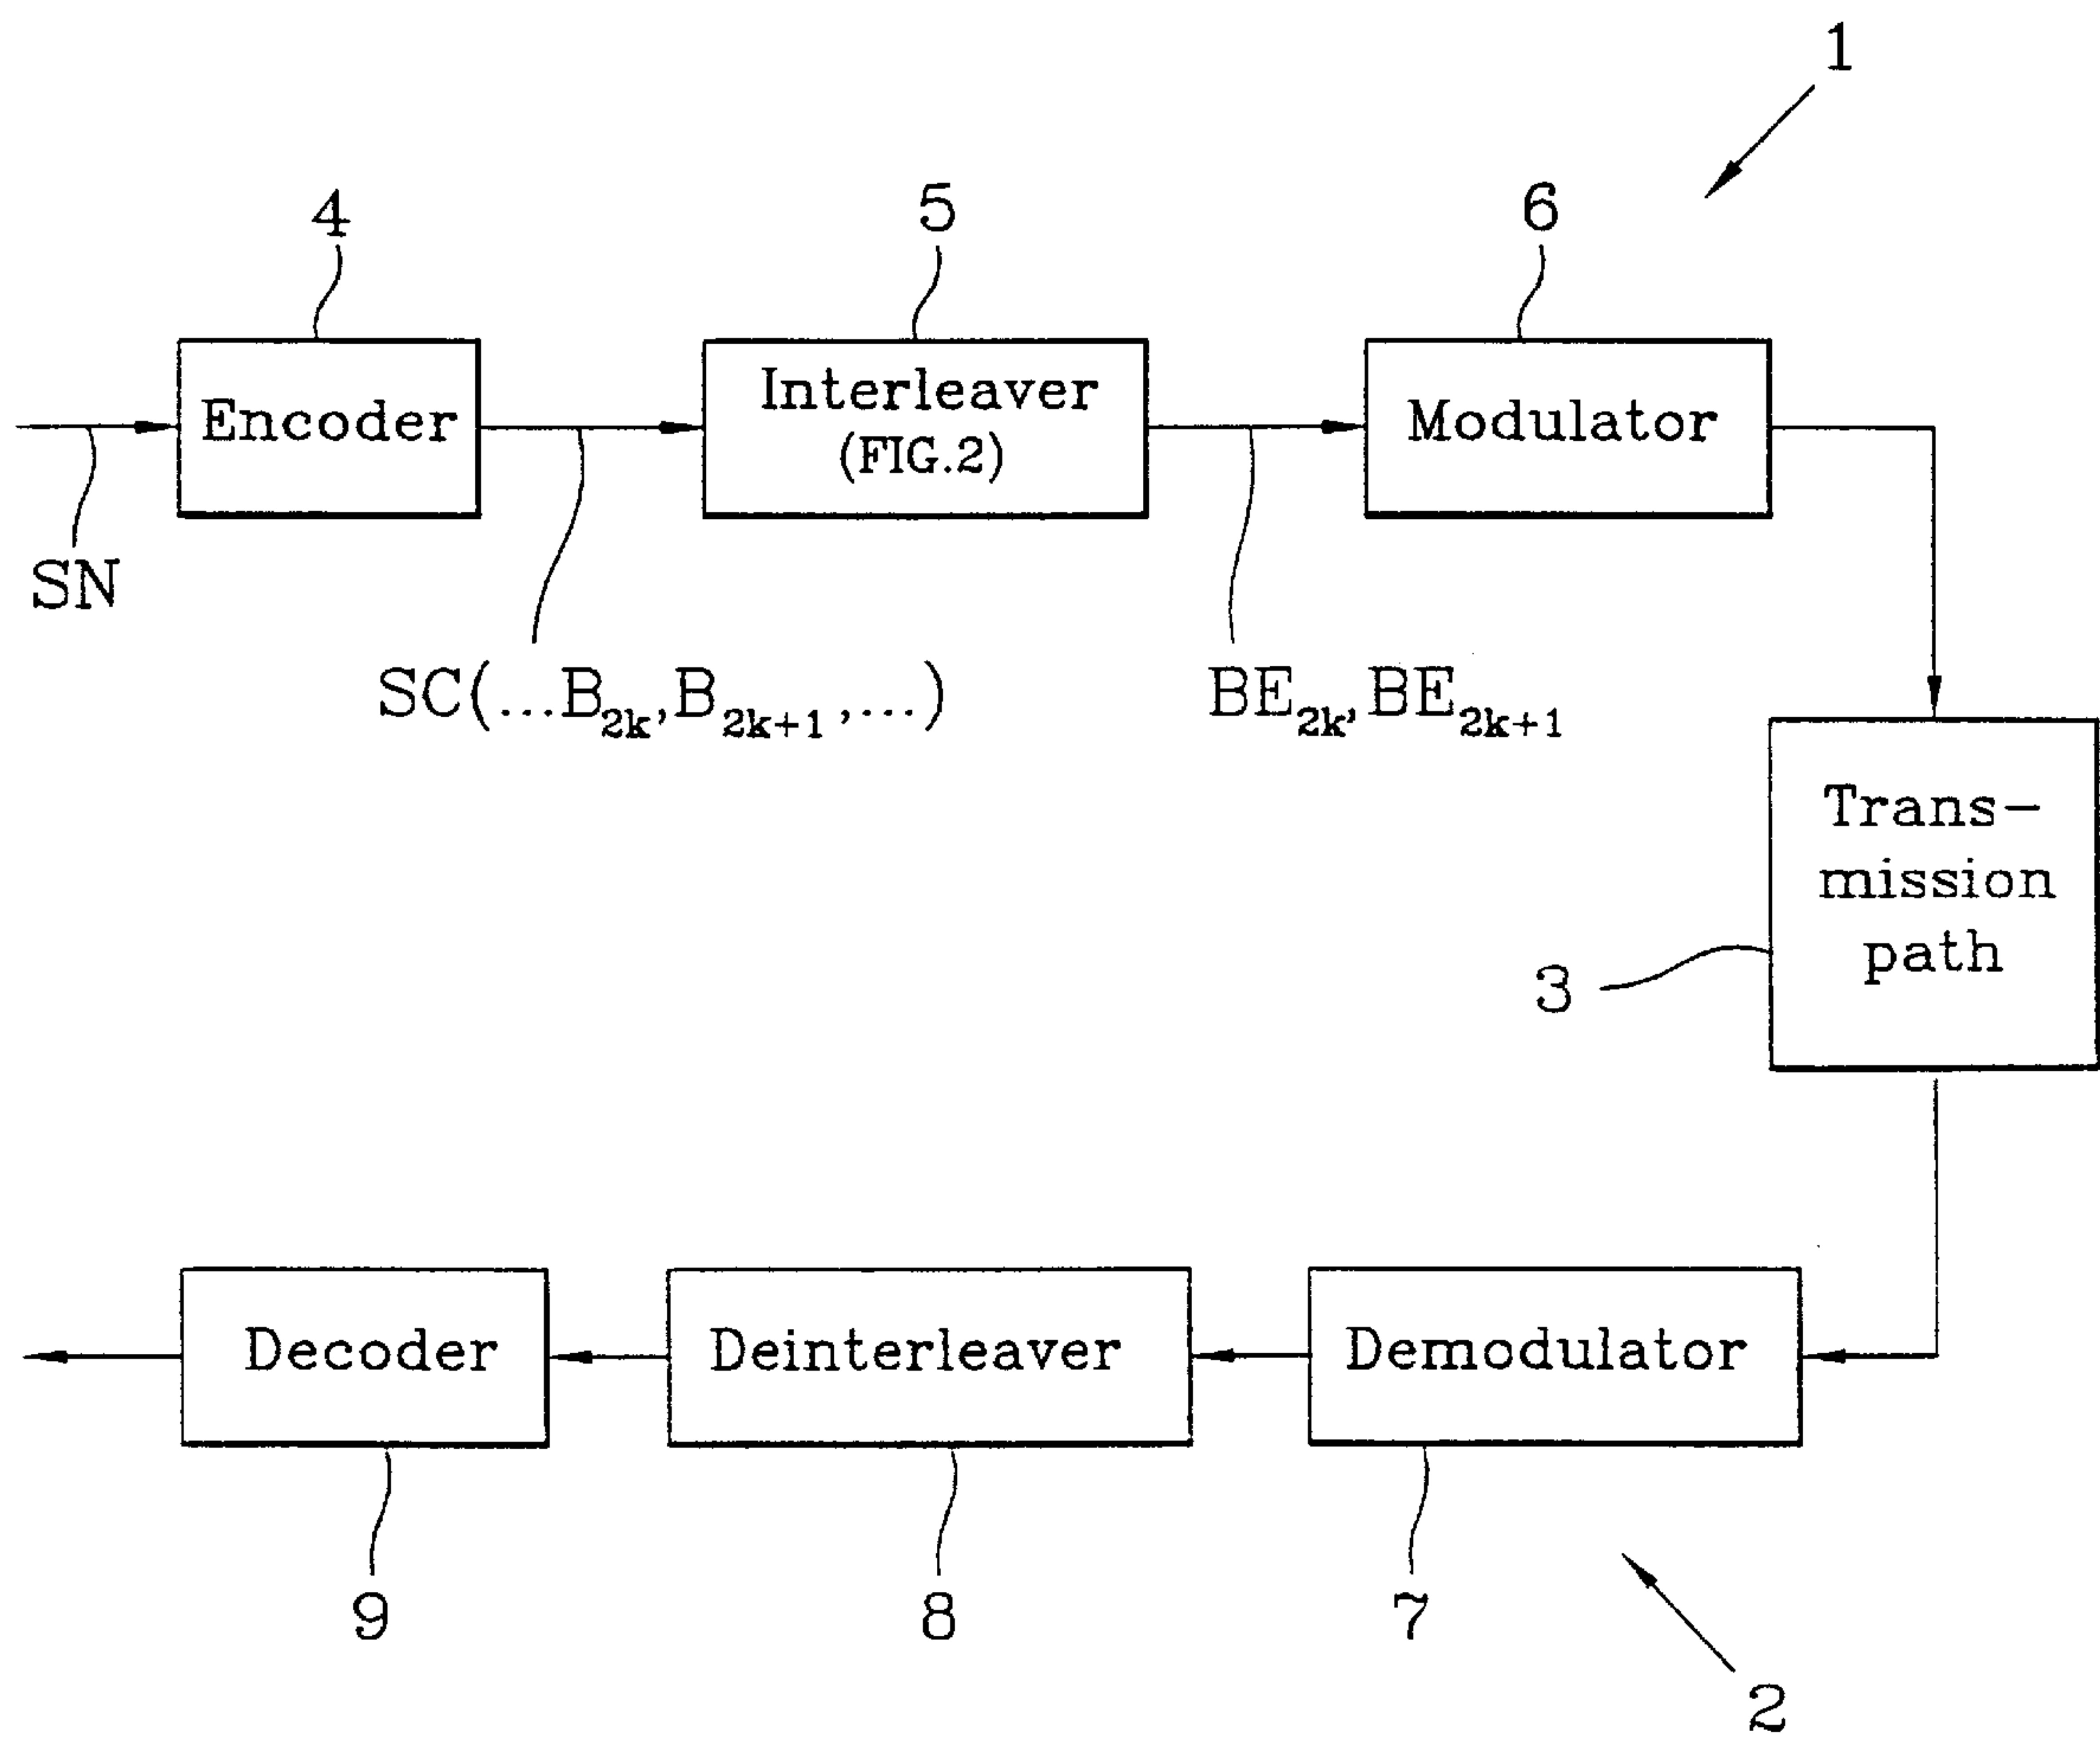 1
4
5
6
Encoder
Interleaver
(FIG.2)
Modulator
SN
SC(...B2k,B2k+1,...)
BE2k,BE2k+1
Trans-
mission
path
3
Decoder
Deinterleaver
Demodulator
9
8
7
2